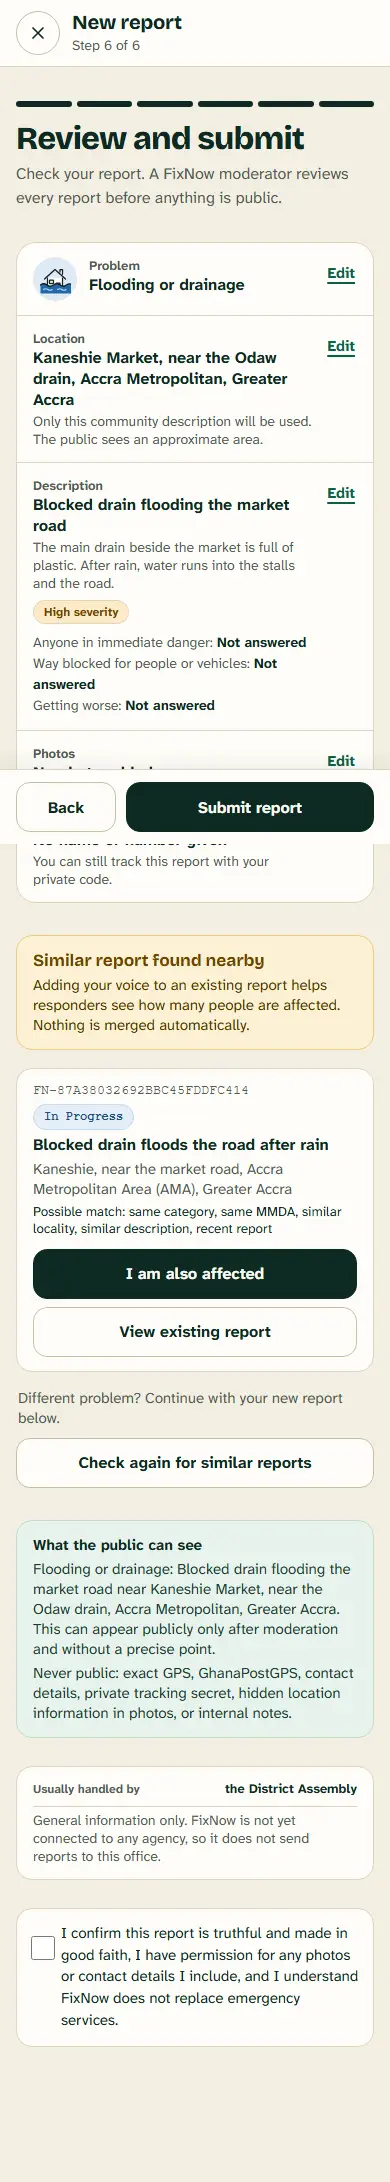 New report
Step 6 of 6
Review and submit
Check your report. A FixNow moderator reviews
every report before anything is public.
Problem
Flooding or drainage
Edit
Location
Kaneshie Market, near the Odaw
drain, Accra Metropolitan, Greater
Accra
Edit
Only this community description will be used.
The public sees an approximate area.
Description
Blocked drain flooding the market
road
Edit
The main drain beside the market is full of
plastic. After rain, water runs into the stalls
and the road.
High severity
Anyone in immediate danger: Not answered
Way blocked for people or vehicles: Not
answered
Getting worse: Not answered
Photos
Edit
Back
Submit report
You can still track this report with your
private code.
Similar report found nearby
Adding your voice to an existing report helps
responders see how many people are affected.
Nothing is merged automatically.
FN-87A38032692BBC45FDDFC414
In Progress
Blocked drain floods the road after rain
Kaneshie, near the market road, Accra
Metropolitan Area (AMA), Greater Accra
Possible match: same category, same MMDA, similar
locality, similar description, recent report
I am also affected
View existing report
Different problem? Continue with your new report
below.
Check again for similar reports
What the public can see
Flooding or drainage: Blocked drain flooding the
market road near Kaneshie Market, near the
Odaw drain, Accra Metropolitan, Greater Accra.
This can appear publicly only after moderation
and without a precise point.
Never public: exact GPS, GhanaPostGPS, contact
details, private tracking secret, hidden location
information in photos, or internal notes.
Usually handled by
the District Assembly
General information only. FixNow is not yet
connected to any agency, so it does not send
reports to this office.
I confirm this report is truthful and made in
good faith, I have permission for any photos
or contact details I include, and I understand
FixNow does not replace emergency
services.